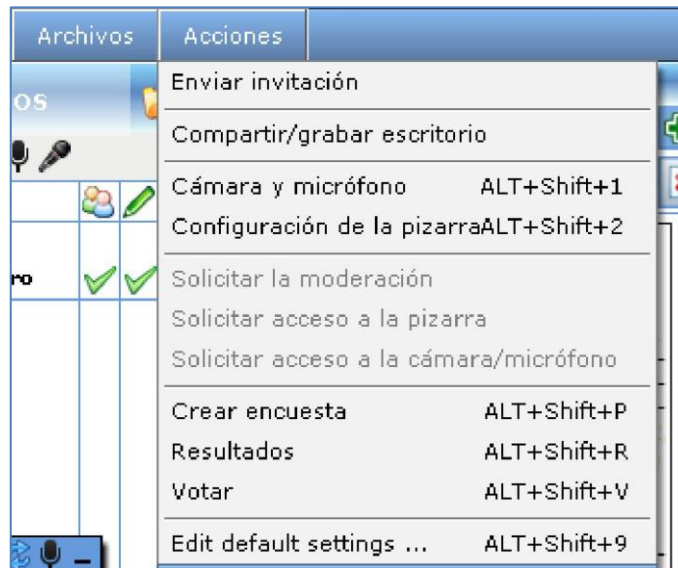 Archivos Acciones
Enviar invitación
os
Compartir/grabar escritorio
Cámara y micrófono ALT+Shift+1
Configuración de la pizarraALT+Shift+2
ro
Solicitar la moderación
Solicitar acceso a la pizarra
Solicitar acceso a la cámara/micrófono
Crear encuesta ALT+Shift+P
Resultados ALT+Shift+R
Votar ALT+Shift+V
Edit default settings ... ALT+Shift+9